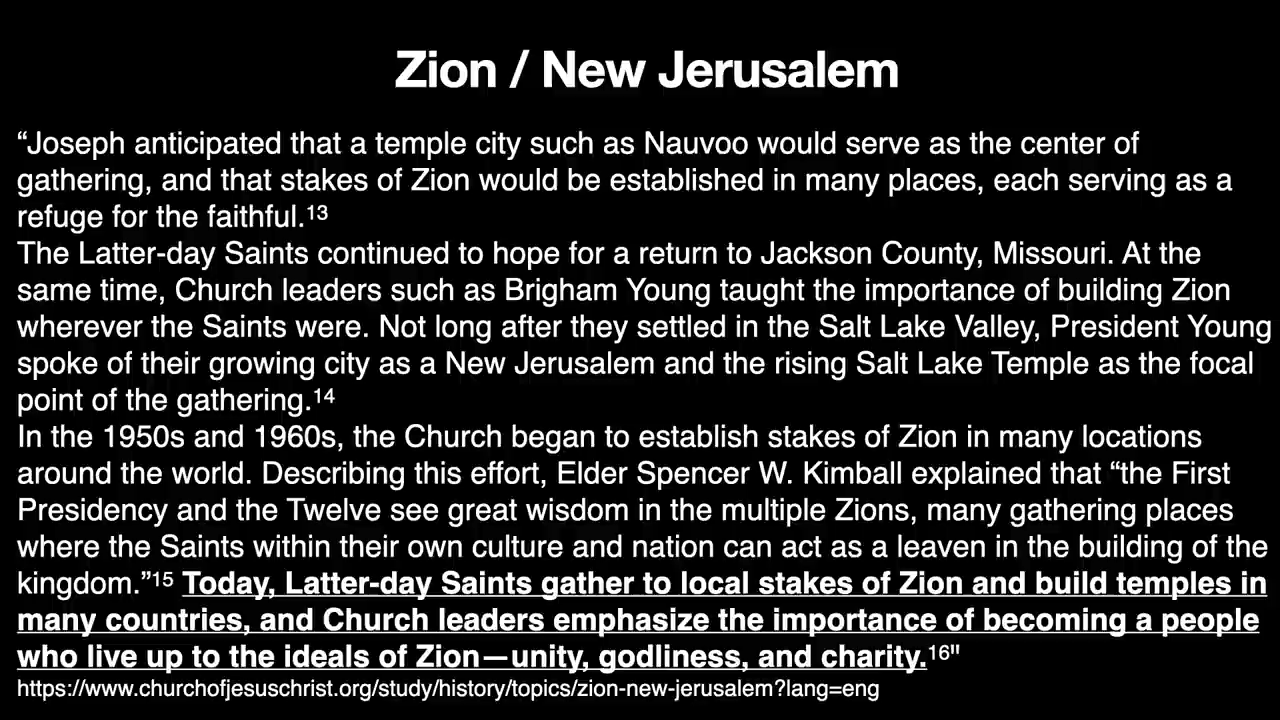 Zion / New Jerusalem
“Joseph anticipated that a temple city such as Nauvoo would serve as the center of
gathering, and that stakes of Zion would be established in many places, each serving as a
refuge for the faithful.¹³
The Latter-day Saints continued to hope for a return to Jackson County, Missouri. At the
same time, Church leaders such as Brigham Young taught the importance of building Zion
wherever the Saints were. Not long after they settled in the Salt Lake Valley, President Young
spoke of their growing city as a New Jerusalem and the rising Salt Lake Temple as the focal
point of the gathering.¹⁴
In the 1950s and 1960s, the Church began to establish stakes of Zion in many locations
around the world. Describing this effort, Elder Spencer W. Kimball explained that “the First
Presidency and the Twelve see great wisdom in the multiple Zions, many gathering places
where the Saints within their own culture and nation can act as a leaven in the building of the
kingdom.”¹⁵ Today, Latter-day Saints gather to local stakes of Zion and build temples in
many countries, and Church leaders emphasize the importance of becoming a people
who live up to the ideals of Zion—unity, godliness, and charity.¹⁶"
https://www.churchofjesuschrist.org/study/history/topics/zion-new-jerusalem?lang=eng